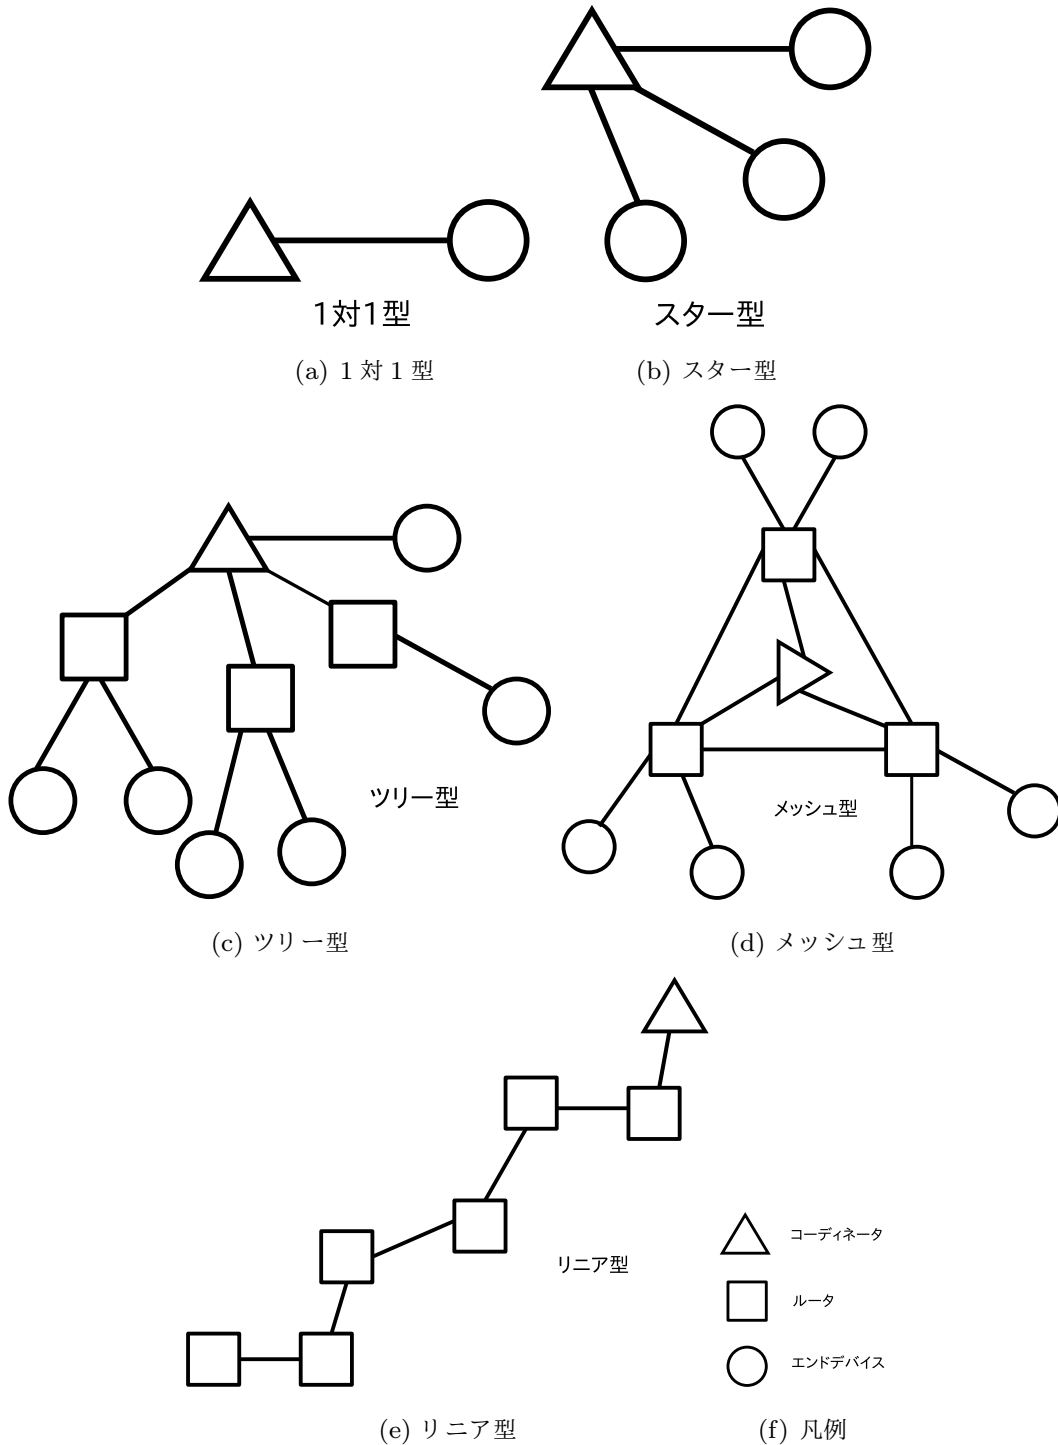 1対1型
スター型
(a) 1 対 1 型
(b) スター型
ツリー型
メッシュ型
(c) ツリー型
(d) メッシュ型
リニア型
コーディネータ
ルータ
エンドデバイス
(e) リニア型
(f) 凡例